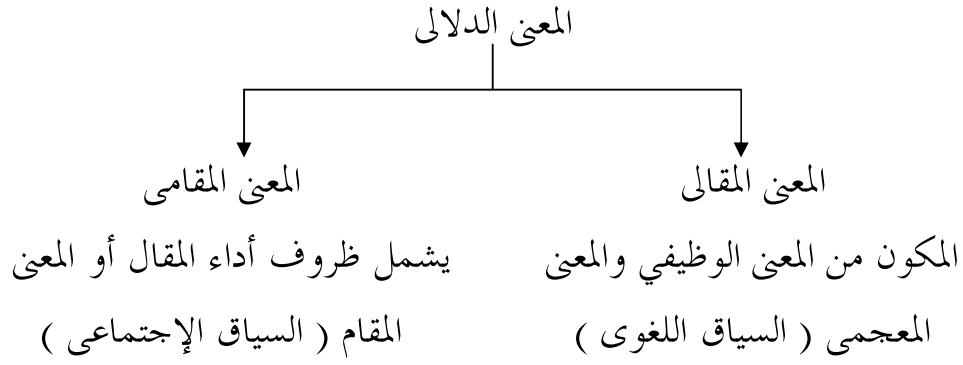 المعنى الدلالى
المعنى المقالى
المكون من المعنى الوظيفي والمعنى
المعجمى ( السياق اللغوى )
المعنى المقامى
يشمل ظروف أداء المقال أو المعنى
المقام ( السياق الإجتماعى )